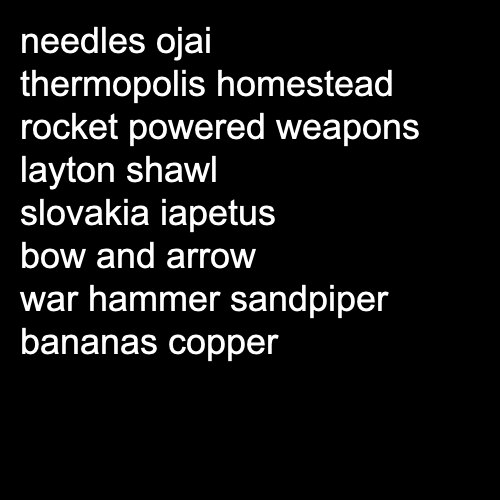 needles ojai
thermopolis homestead
rocket powered weapons
layton shawl
slovakia iapetus
bow and arrow
war hammer sandpiper
bananas copper